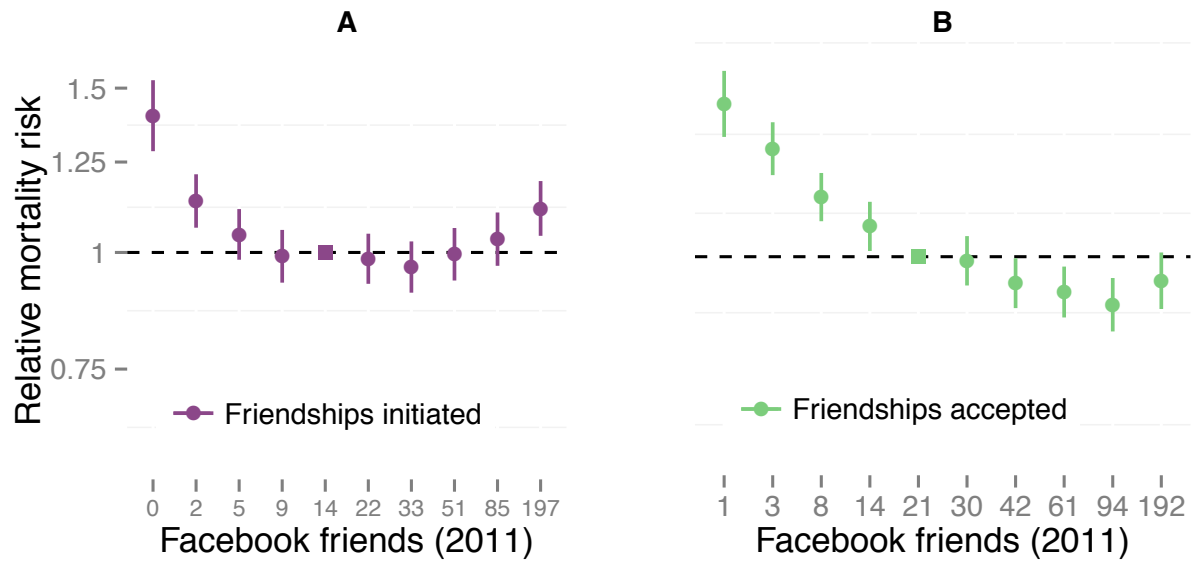 A
B
Relative mortality risk
1.5
1.25
1
0.75
Friendships initiated
Friendships accepted
0 2 5 9 14 22 33 51 85 197
1 3 8 14 21 30 42 61 94 192
Facebook friends (2011)
Facebook friends (2011)